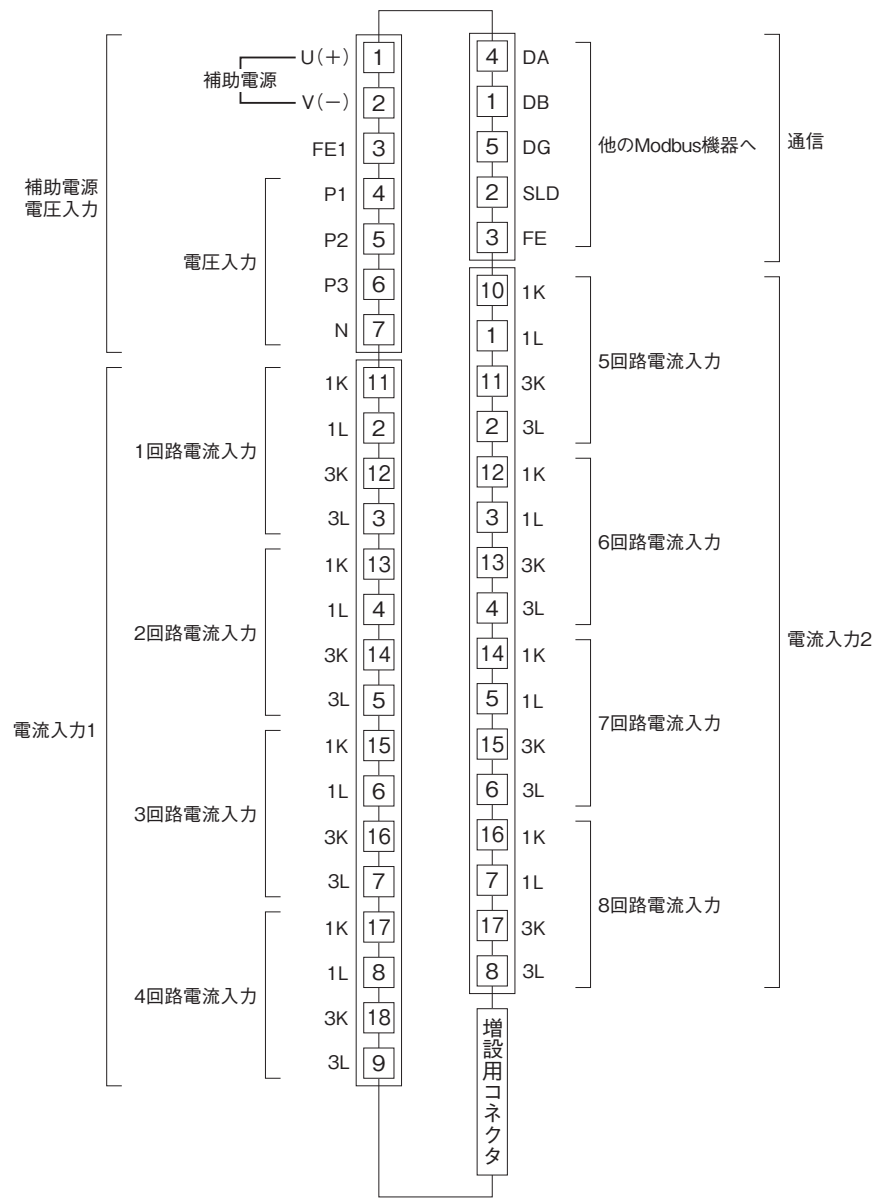 補助電源
電圧入力
補助電源
U(+) 1
V(−) 2
FE1 3
電圧入力
P1 4
P2 5
P3 6
N 7
電流入力1
1回路電流入力
1K 11
1L 2
3K 12
3L 3
2回路電流入力
1K 13
1L 4
3K 14
3L 5
3回路電流入力
1K 15
1L 6
3K 16
3L 7
4回路電流入力
1K 17
1L 8
3K 18
3L 9
4 DA
1 DB
5 DG
2 SLD
3 FE
他のModbus機器へ
通信
10 1K
1 1L
11 3K
2 3L
5回路電流入力
12 1K
3 1L
13 3K
4 3L
6回路電流入力
14 1K
5 1L
15 3K
6 3L
7回路電流入力
16 1K
7 1L
17 3K
8 3L
8回路電流入力
電流入力2
増設用コネクタ